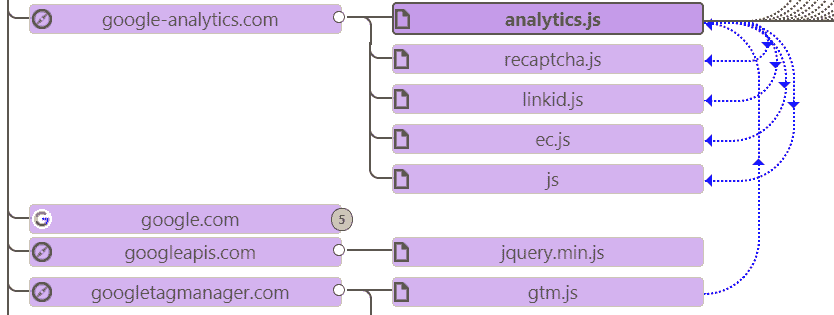 google-analytics.com
analytics.js
recaptcha.js
linkid.js
ec.js
js
google.com
5
googleapis.com
jquery.min.js
googletagmanager.com
gtm.js